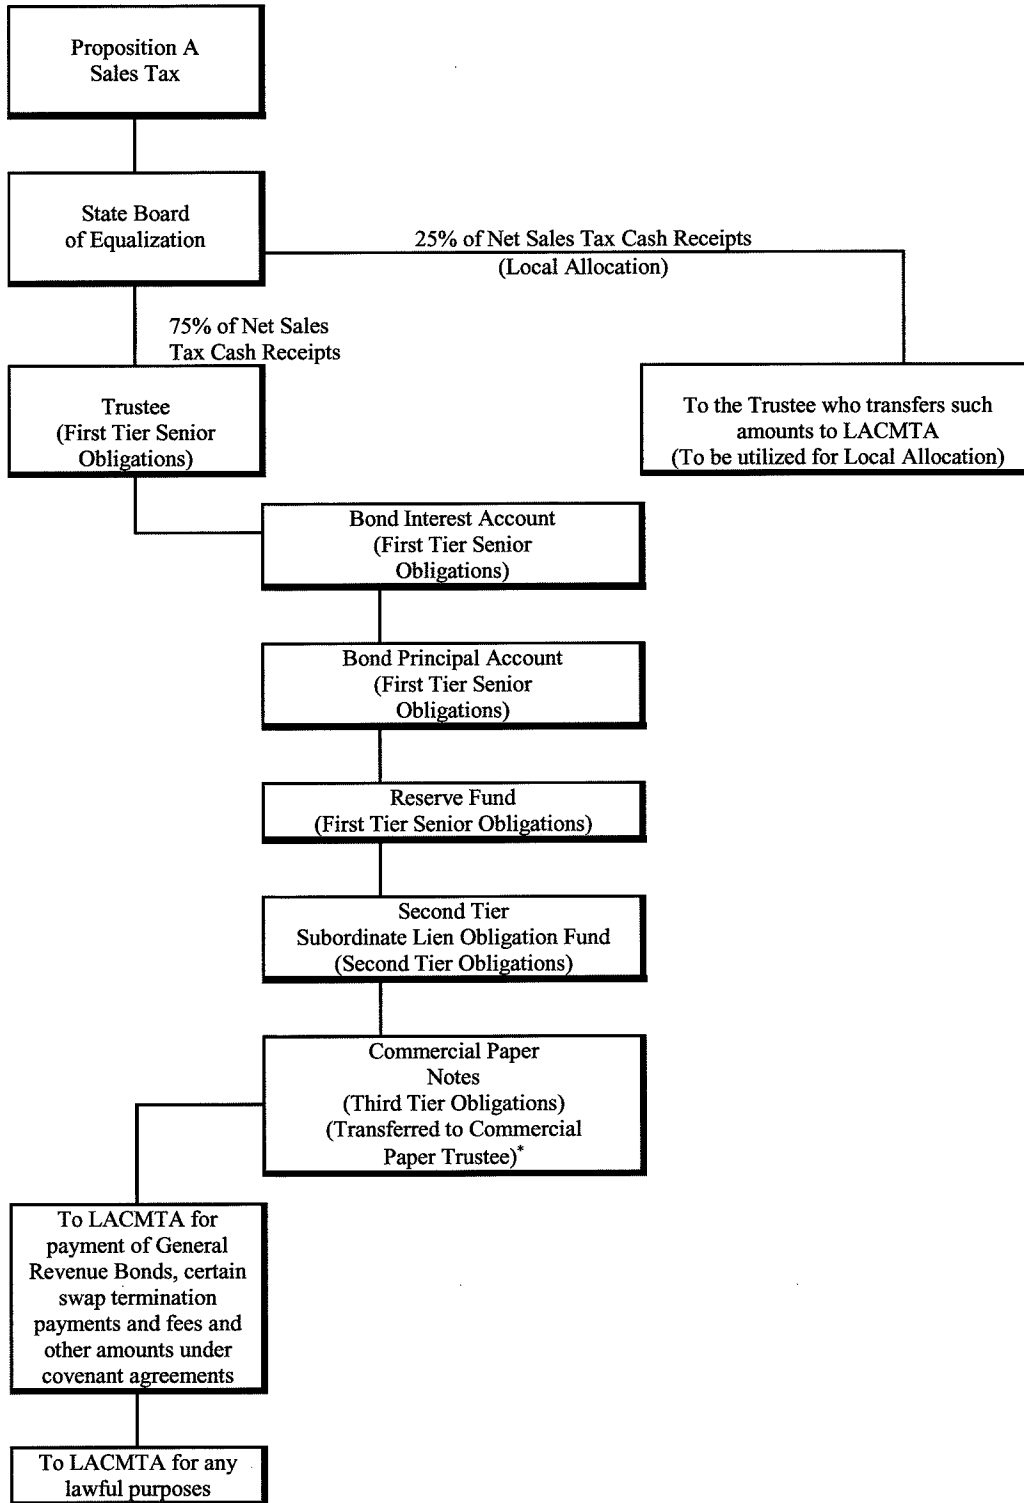 Proposition A
Sales Tax
State Board
of Equalization
25% of Net Sales Tax Cash Receipts
(Local Allocation)
75% of Net Sales
Tax Cash Receipts
Trustee
(First Tier Senior
Obligations)
To the Trustee who transfers such
amounts to LACMTA
(To be utilized for Local Allocation)
Bond Interest Account
(First Tier Senior
Obligations)
Bond Principal Account
(First Tier Senior
Obligations)
Reserve Fund
(First Tier Senior Obligations)
Second Tier
Subordinate Lien Obligation Fund
(Second Tier Obligations)
Commercial Paper
Notes
(Third Tier Obligations)
(Transferred to Commercial
Paper Trustee)*
To LACMTA for
payment of General
Revenue Bonds, certain
swap termination
payments and fees and
other amounts under
covenant agreements
To LACMTA for any
lawful purposes